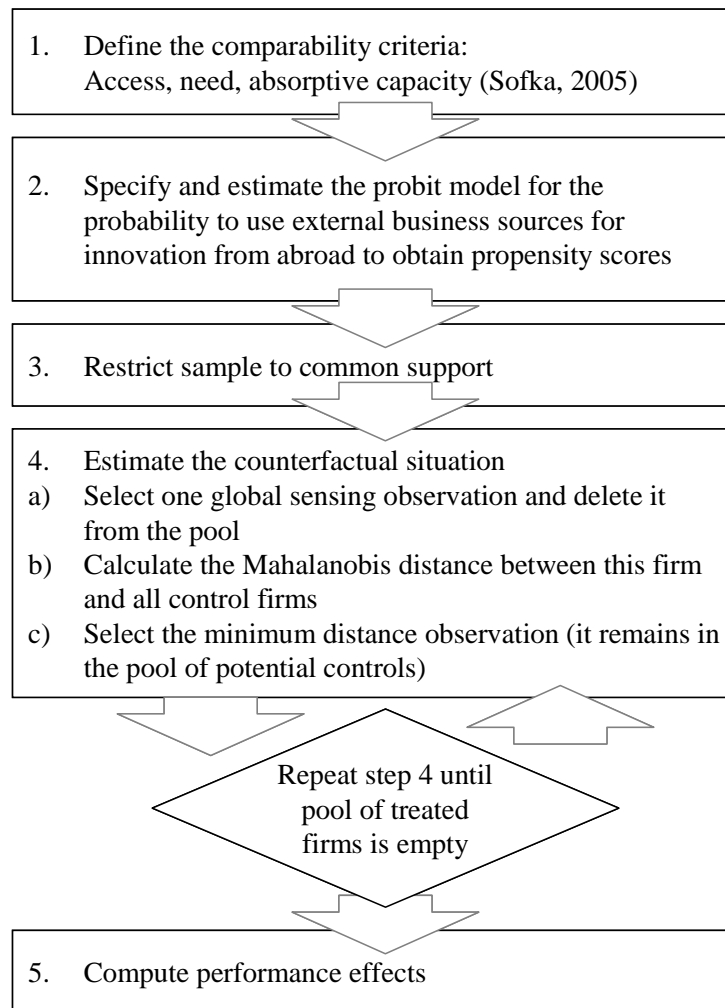 1. Define the comparability criteria:
Access, need, absorptive capacity (Sofka, 2005)
2. Specify and estimate the probit model for the
probability to use external business sources for
innovation from abroad to obtain propensity scores
3. Restrict sample to common support
4. Estimate the counterfactual situation
a) Select one global sensing observation and delete it
from the pool
b) Calculate the Mahalanobis distance between this firm
and all control firms
c) Select the minimum distance observation (it remains in
the pool of potential controls)
Repeat step 4 until
pool of treated
firms is empty
5. Compute performance effects